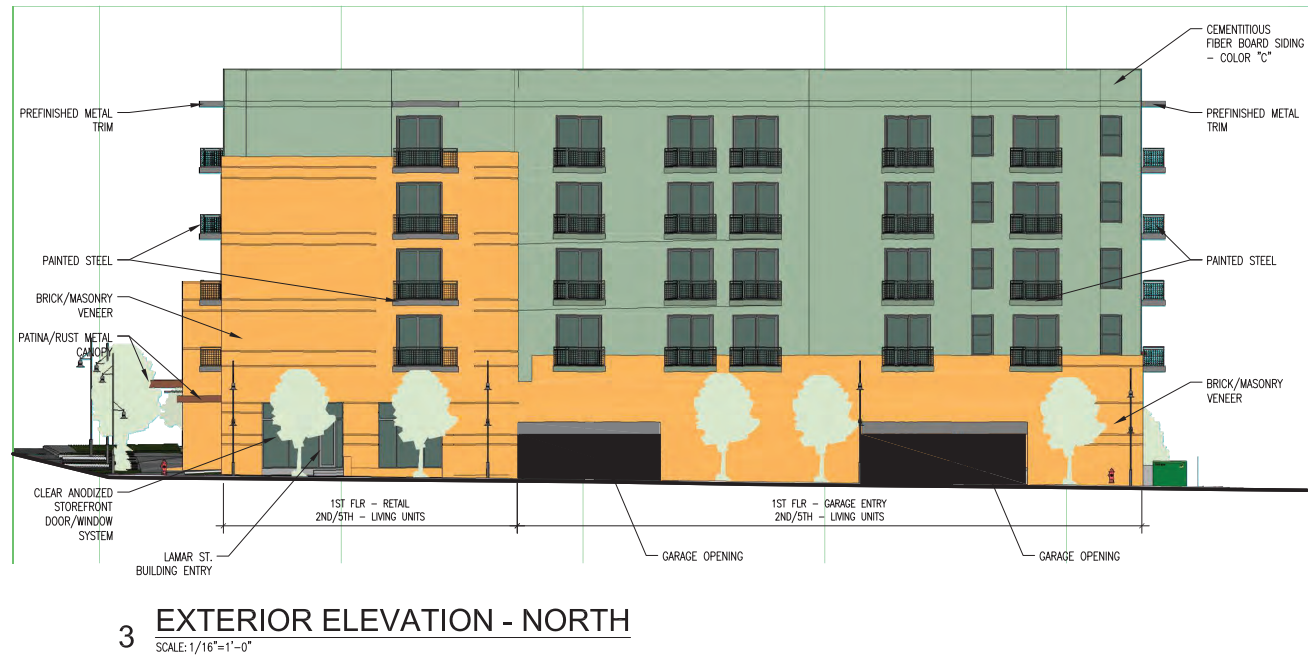 CEMENTITIOUS
FIBER BOARD SIDING
– COLOR "C"
PREFINISHED METAL
TRIM
PREFINISHED METAL
TRIM
PAINTED STEEL
PAINTED STEEL
BRICK/MASONRY
VENEER
PATINA/RUST METAL
CANOPY
BRICK/MASONRY
VENEER
CLEAR ANODIZED
STOREFRONT
DOOR/WINDOW
SYSTEM
1ST FLR – RETAIL
2ND/5TH – LIVING UNITS
1ST FLR – GARAGE ENTRY
2ND/5TH – LIVING UNITS
LAMAR ST.
BUILDING ENTRY
GARAGE OPENING
GARAGE OPENING
3 EXTERIOR ELEVATION - NORTH
SCALE: 1/16"=1'-0"